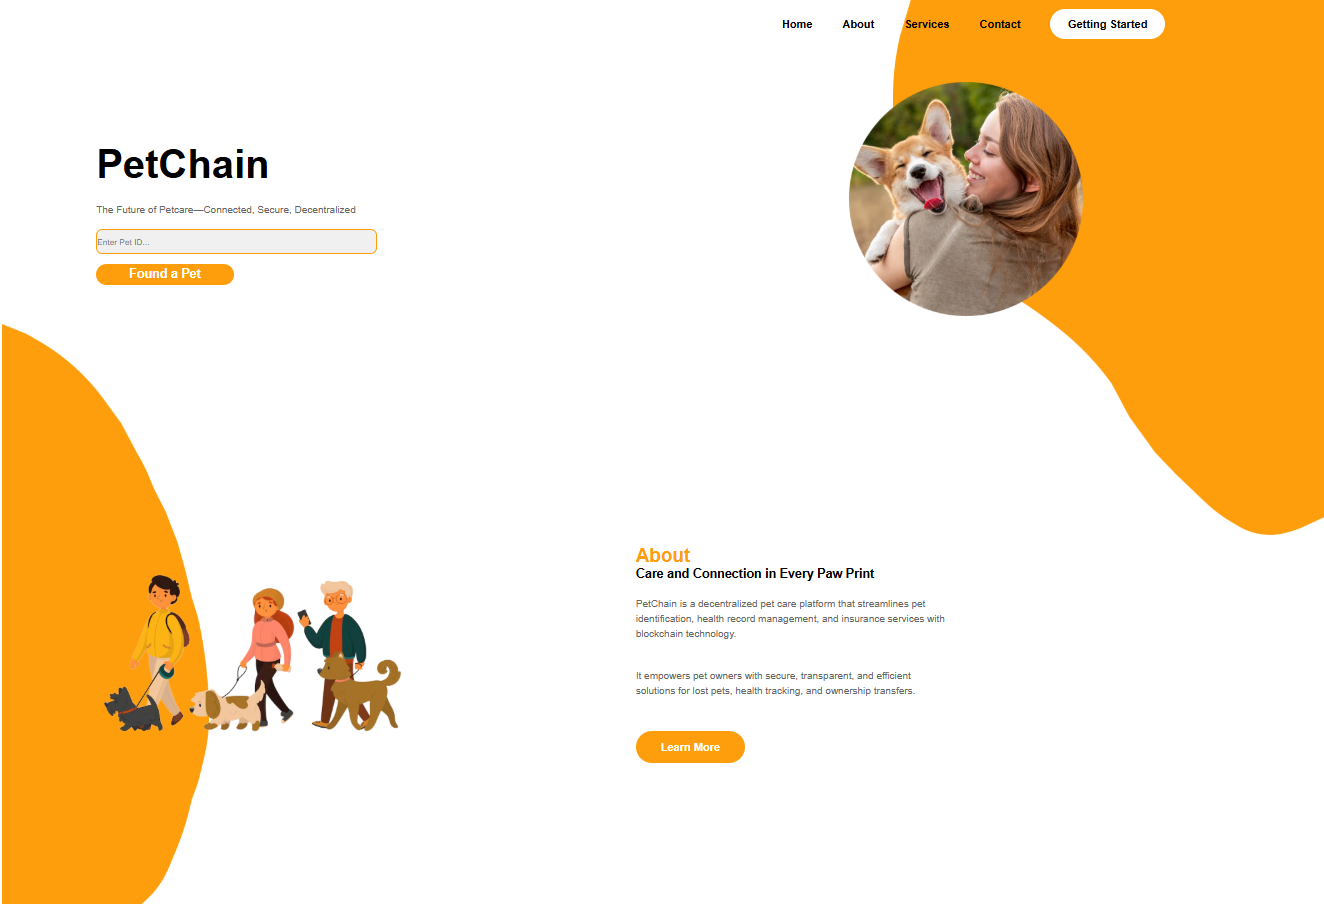 Home About Services Contact Getting Started
PetChain
The Future of Petcare—Connected, Secure, Decentralized
Enter Pet ID...
Found a Pet
About
Care and Connection in Every Paw Print
PetChain is a decentralized pet care platform that streamlines pet
identification, health record management, and insurance services with
blockchain technology.
It empowers pet owners with secure, transparent, and efficient
solutions for lost pets, health tracking, and ownership transfers.
Learn More